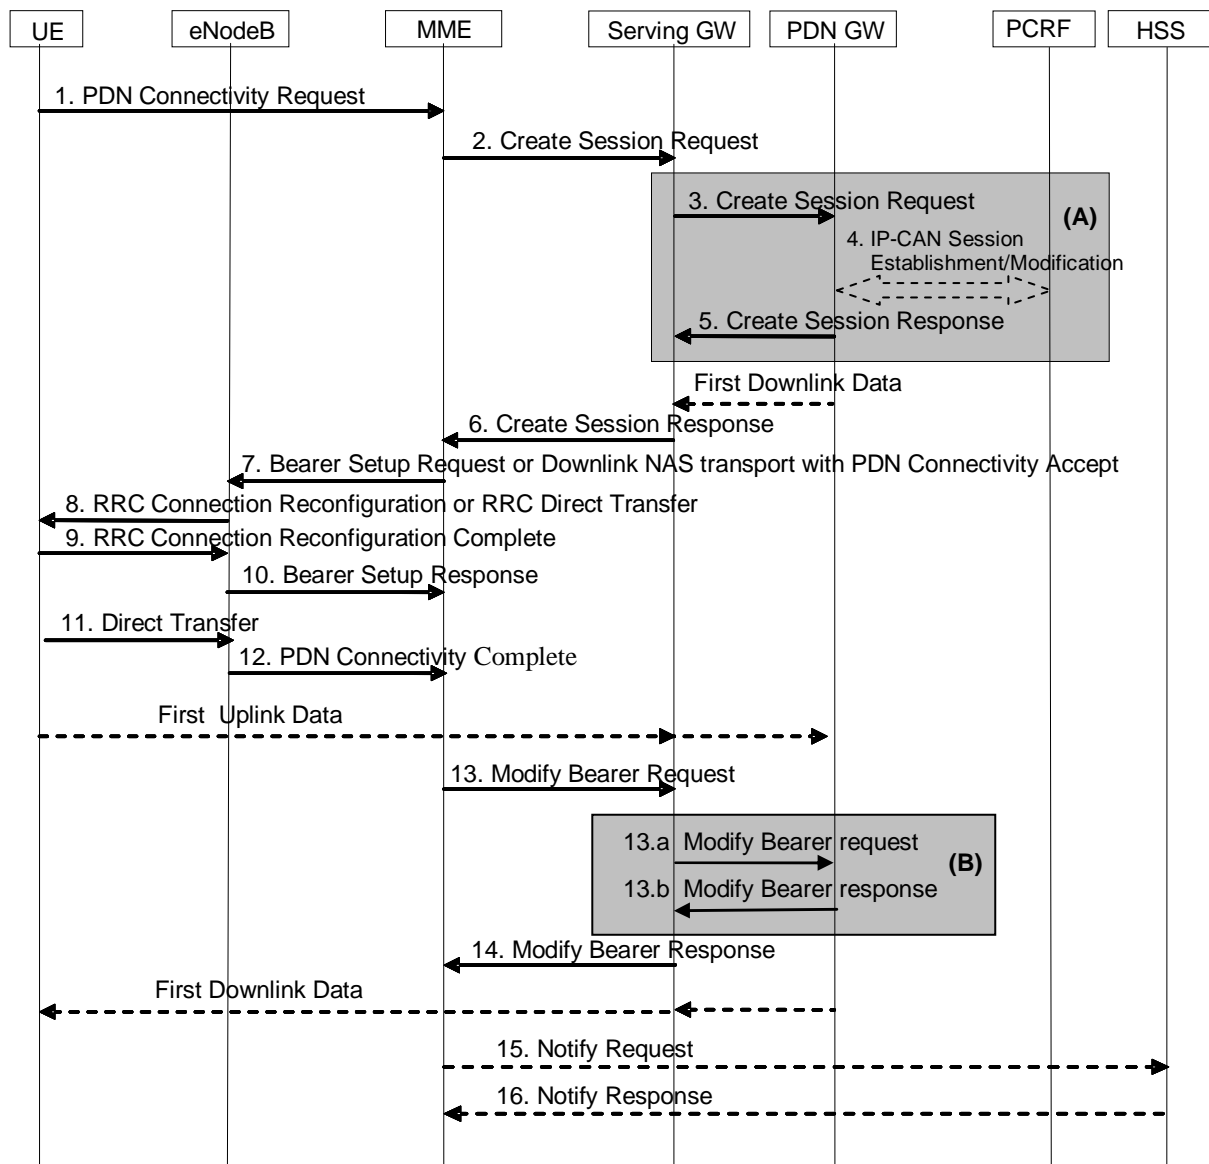 UE eNodeB MME Serving GW PDN GW PCRF HSS
1. PDN Connectivity Request
2. Create Session Request
3. Create Session Request
(A)
4. IP-CAN Session
Establishment/Modification
5. Create Session Response
First Downlink Data
6. Create Session Response
7. Bearer Setup Request or Downlink NAS transport with PDN Connectivity Accept
8. RRC Connection Reconfiguration or RRC Direct Transfer
9. RRC Connection Reconfiguration Complete
10. Bearer Setup Response
11. Direct Transfer
12. PDN Connectivity Complete
First Uplink Data
13. Modify Bearer Request
13.a Modify Bearer request
(B)
13.b Modify Bearer response
14. Modify Bearer Response
First Downlink Data
15. Notify Request
16. Notify Response